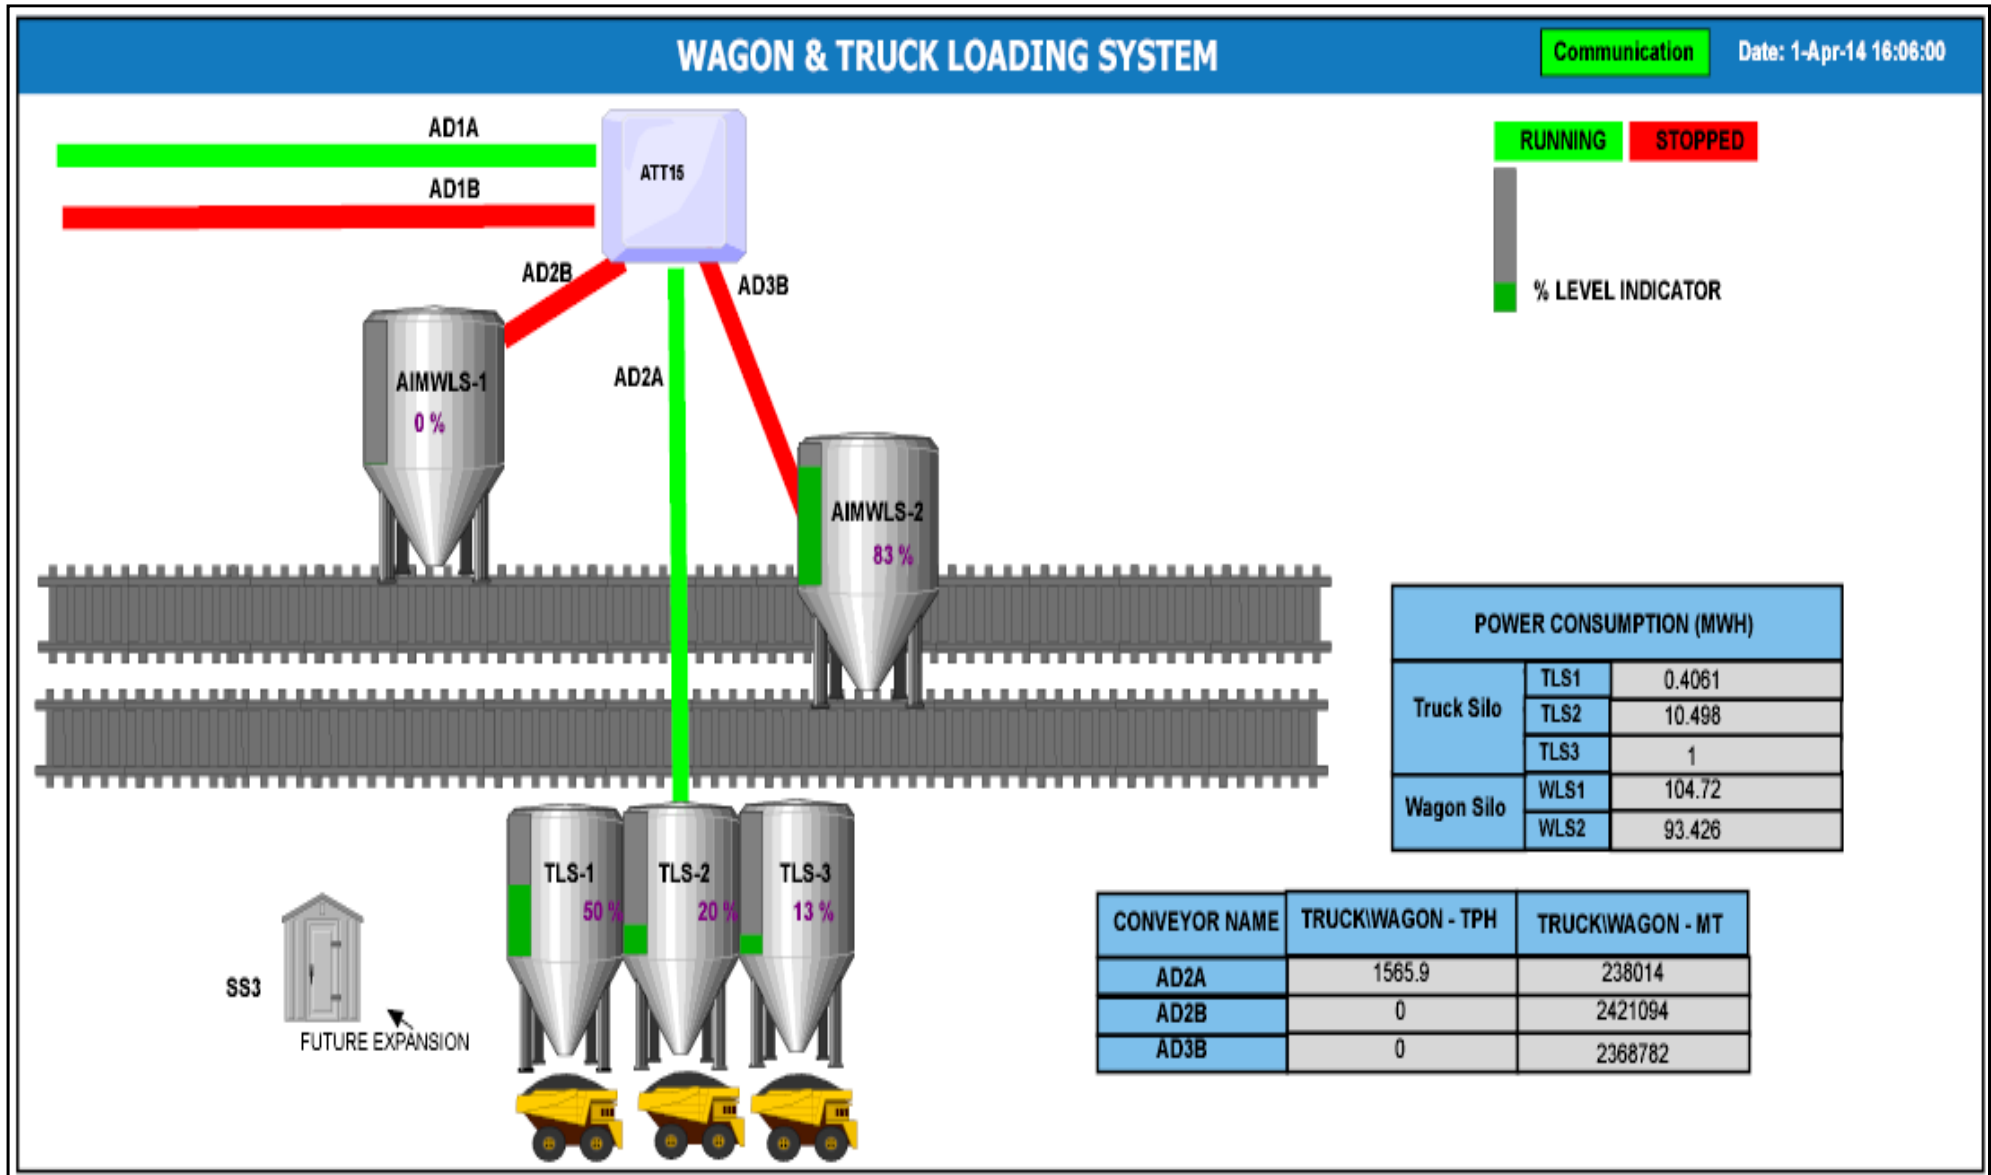 WAGON & TRUCK LOADING SYSTEM
Communication
Date: 1-Apr-14 16:06:00
AD1A
AD1B
ATT15
RUNNING
STOPPED
% LEVEL INDICATOR
AD2B
AD3B
AD2A
AIMWLS-1
0 %
AIMWLS-2
83 %
POWER CONSUMPTION (MWH)
Truck Silo
TLS1 0.4061
TLS2 10.498
TLS3 1
Wagon Silo
WLS1 104.72
WLS2 93.426
TLS-1
50 %
TLS-2
20 %
TLS-3
13 %
SS3
FUTURE EXPANSION
CONVEYOR NAME TRUCK\WAGON - TPH TRUCK\WAGON - MT
AD2A 1565.9 238014
AD2B 0 2421094
AD3B 0 2368782